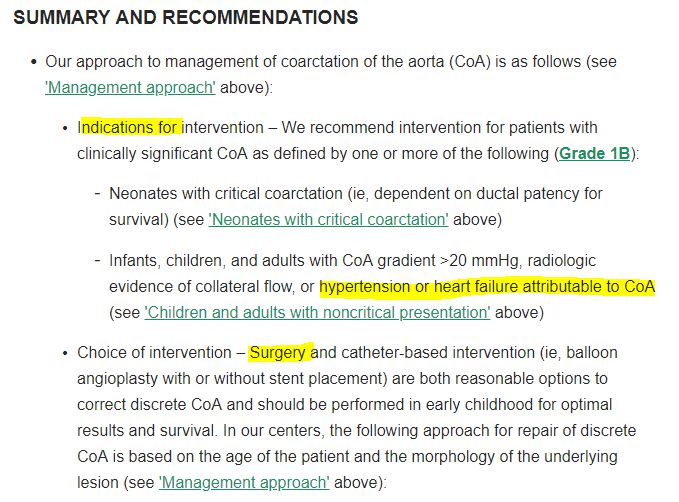 SUMMARY AND RECOMMENDATIONS
• Our approach to management of coarctation of the aorta (CoA) is as follows (see
'Management approach' above):
• Indications for intervention – We recommend intervention for patients with
clinically significant CoA as defined by one or more of the following (Grade 1B):
- Neonates with critical coarctation (ie, dependent on ductal patency for
survival) (see 'Neonates with critical coarctation' above)
- Infants, children, and adults with CoA gradient >20 mmHg, radiologic
evidence of collateral flow, or hypertension or heart failure attributable to CoA
(see 'Children and adults with noncritical presentation' above)
• Choice of intervention – Surgery and catheter-based intervention (ie, balloon
angioplasty with or without stent placement) are both reasonable options to
correct discrete CoA and should be performed in early childhood for optimal
results and survival. In our centers, the following approach for repair of discrete
CoA is based on the age of the patient and the morphology of the underlying
lesion (see 'Management approach' above):